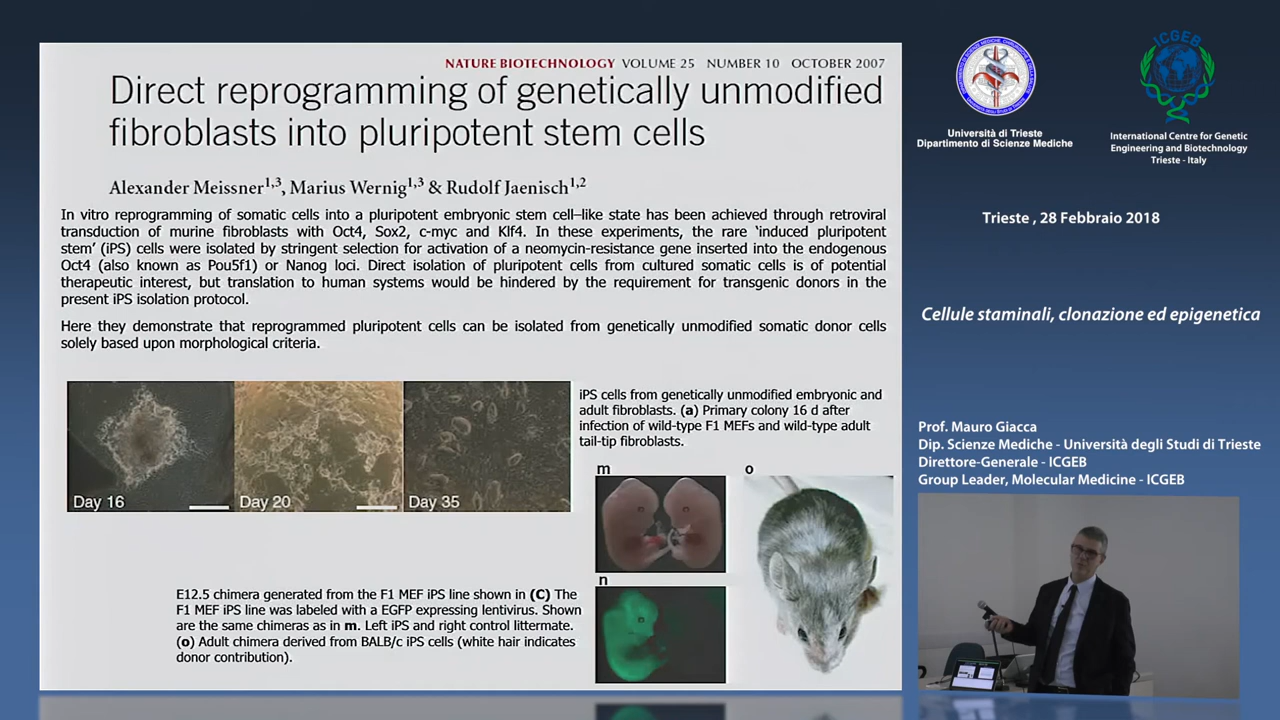 NATURE BIOTECHNOLOGY VOLUME 25 NUMBER 10 OCTOBER 2007
Direct reprogramming of genetically unmodified
fibroblasts into pluripotent stem cells
Alexander Meissner1,3, Marius Wernig1,3 & Rudolf Jaenisch1,2
In vitro reprogramming of somatic cells into a pluripotent embryonic stem cell–like state has been achieved through retroviral
transduction of murine fibroblasts with Oct4, Sox2, c-myc and Klf4. In these experiments, the rare ‘induced pluripotent
stem’ (iPS) cells were isolated by stringent selection for activation of a neomycin-resistance gene inserted into the endogenous
Oct4 (also known as Pou5f1) or Nanog loci. Direct isolation of pluripotent cells from cultured somatic cells is of potential
therapeutic interest, but translation to human systems would be hindered by the requirement for transgenic donors in the
present iPS isolation protocol.
Here they demonstrate that reprogrammed pluripotent cells can be isolated from genetically unmodified somatic donor cells
solely based upon morphological criteria.
Day 16
Day 20
Day 35
iPS cells from genetically unmodified embryonic and
adult fibroblasts. (a) Primary colony 16 d after
infection of wild-type F1 MEFs and wild-type adult
tail-tip fibroblasts.
m
o
n
E12.5 chimera generated from the F1 MEF iPS line shown in (C) The
F1 MEF iPS line was labeled with a EGFP expressing lentivirus. Shown
are the same chimeras as in m. Left iPS and right control littermate.
(o) Adult chimera derived from BALB/c iPS cells (white hair indicates
donor contribution).
ICGEB
Università di Trieste
Dipartimento di Scienze Mediche
International Centre for Genetic
Engineering and Biotechnology
Trieste - Italy
Trieste , 28 Febbraio 2018
Cellule staminali, clonazione ed epigenetica
Prof. Mauro Giacca
Dip. Scienze Mediche - Università degli Studi di Trieste
Direttore-Generale - ICGEB
Group Leader, Molecular Medicine - ICGEB